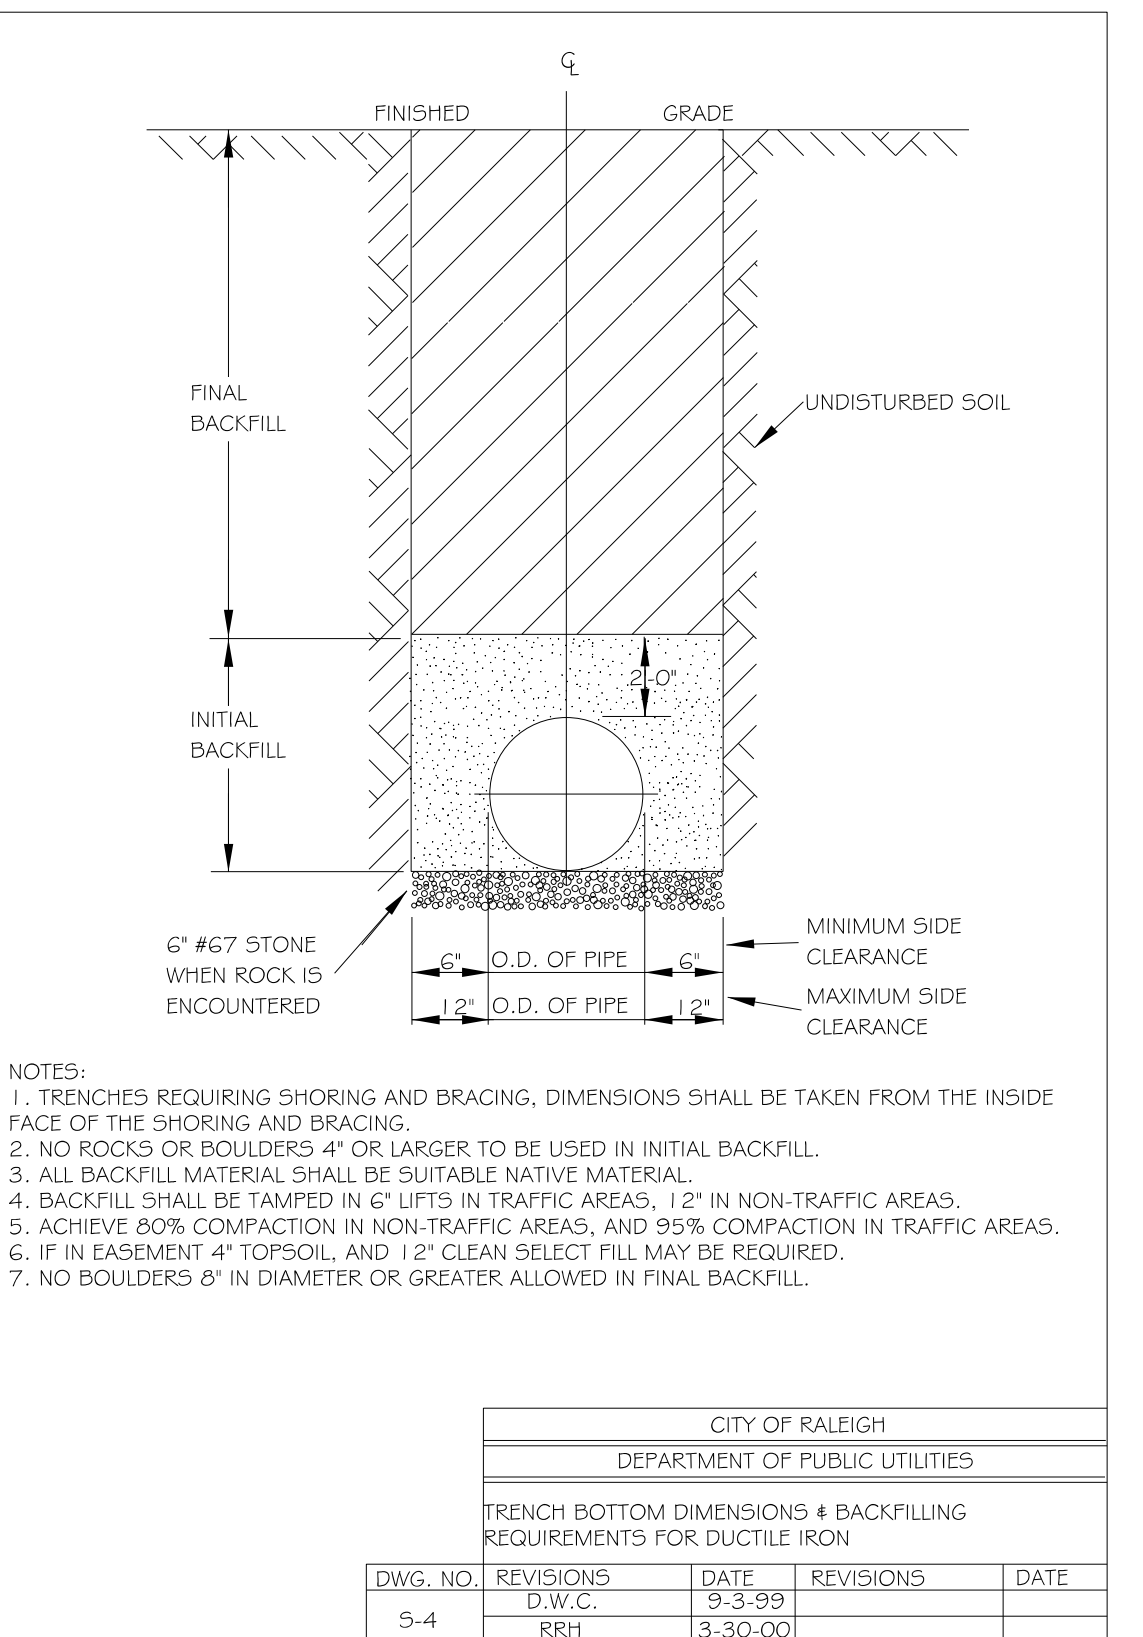 ℄
FINISHED GRADE
FINAL
BACKFILL
UNDISTURBED SOIL
2'-0"
INITIAL
BACKFILL
6" #67 STONE
WHEN ROCK IS
ENCOUNTERED
6" O.D. OF PIPE 6"
12" O.D. OF PIPE 12"
MINIMUM SIDE
CLEARANCE
MAXIMUM SIDE
CLEARANCE
NOTES:
1. TRENCHES REQUIRING SHORING AND BRACING, DIMENSIONS SHALL BE TAKEN FROM THE INSIDE
FACE OF THE SHORING AND BRACING.
2. NO ROCKS OR BOULDERS 4" OR LARGER TO BE USED IN INITIAL BACKFILL.
3. ALL BACKFILL MATERIAL SHALL BE SUITABLE NATIVE MATERIAL.
4. BACKFILL SHALL BE TAMPED IN 6" LIFTS IN TRAFFIC AREAS, 12" IN NON-TRAFFIC AREAS.
5. ACHIEVE 80% COMPACTION IN NON-TRAFFIC AREAS, AND 95% COMPACTION IN TRAFFIC AREAS.
6. IF IN EASEMENT 4" TOPSOIL, AND 12" CLEAN SELECT FILL MAY BE REQUIRED.
7. NO BOULDERS 8" IN DIAMETER OR GREATER ALLOWED IN FINAL BACKFILL.
CITY OF RALEIGH
DEPARTMENT OF PUBLIC UTILITIES
TRENCH BOTTOM DIMENSIONS & BACKFILLING
REQUIREMENTS FOR DUCTILE IRON
DWG. NO. REVISIONS DATE REVISIONS DATE
D.W.C. 9-3-99
S-4
RRH 3-30-00